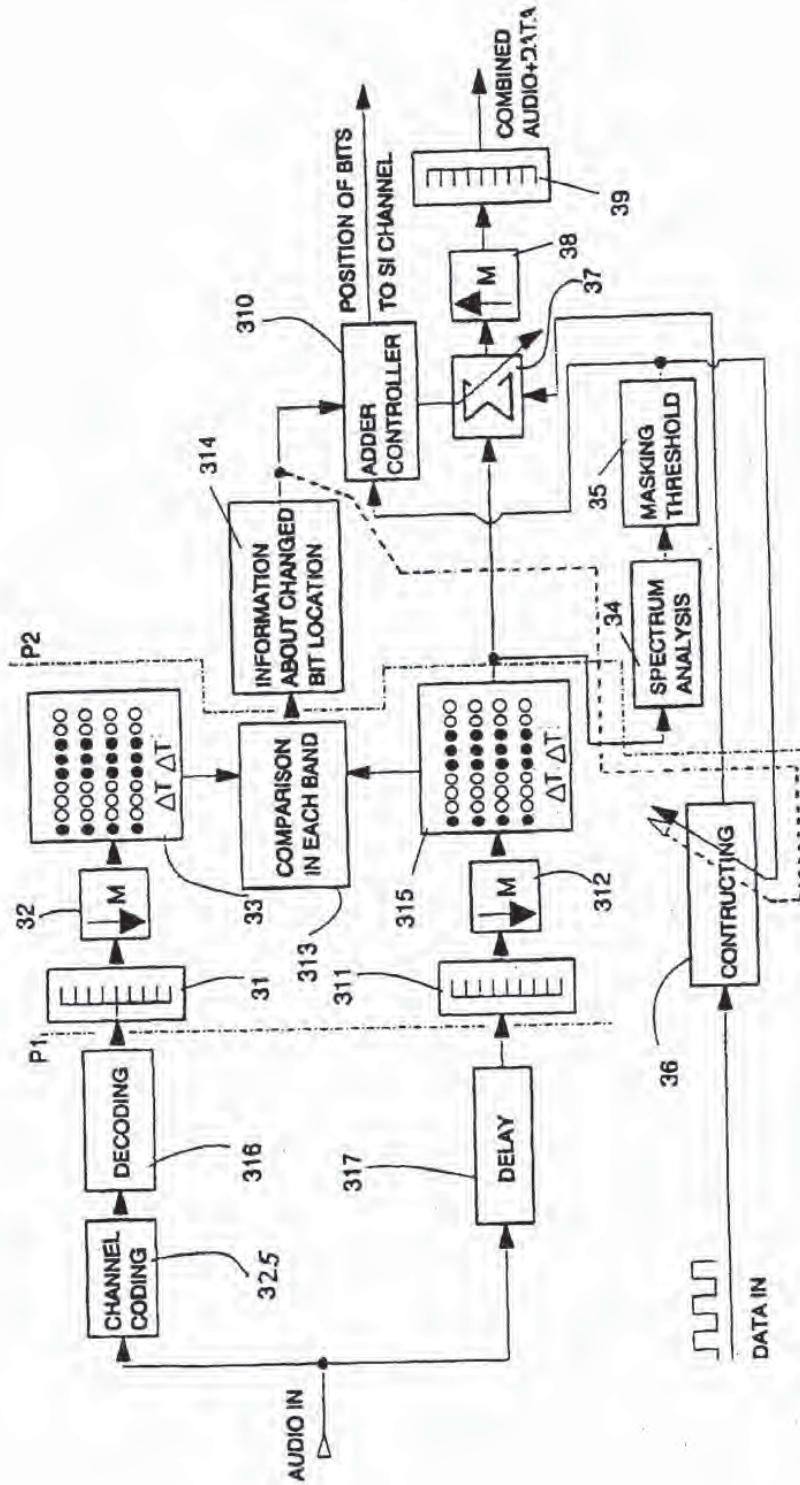 AUDIO IN
CHANNEL
CODING
325
DECODING
316
P1
31
32
M
●○○○●●●○○
●○○○●●●○○
●○○○●●●○○
●○○○●●●○○
ΔT ΔT
33
P2
COMPARISON
IN EACH BAND
313
INFORMATION
ABOUT CHANGED
BIT LOCATION
314
ADDER
CONTROLLER
310
POSITION OF BITS
TO SI CHANNEL
DELAY
317
311
M
312
●○○○●●●○○
●○○○●●●○○
●○○○●●●○○
●○○○●●●○○
ΔT ΔT
315
Σ
37
M
38
39
COMBINED
AUDIO+DATA
SPECTRUM
ANALYSIS
34
MASKING
THRESHOLD
35
DATA IN
CONTRUCTING
36